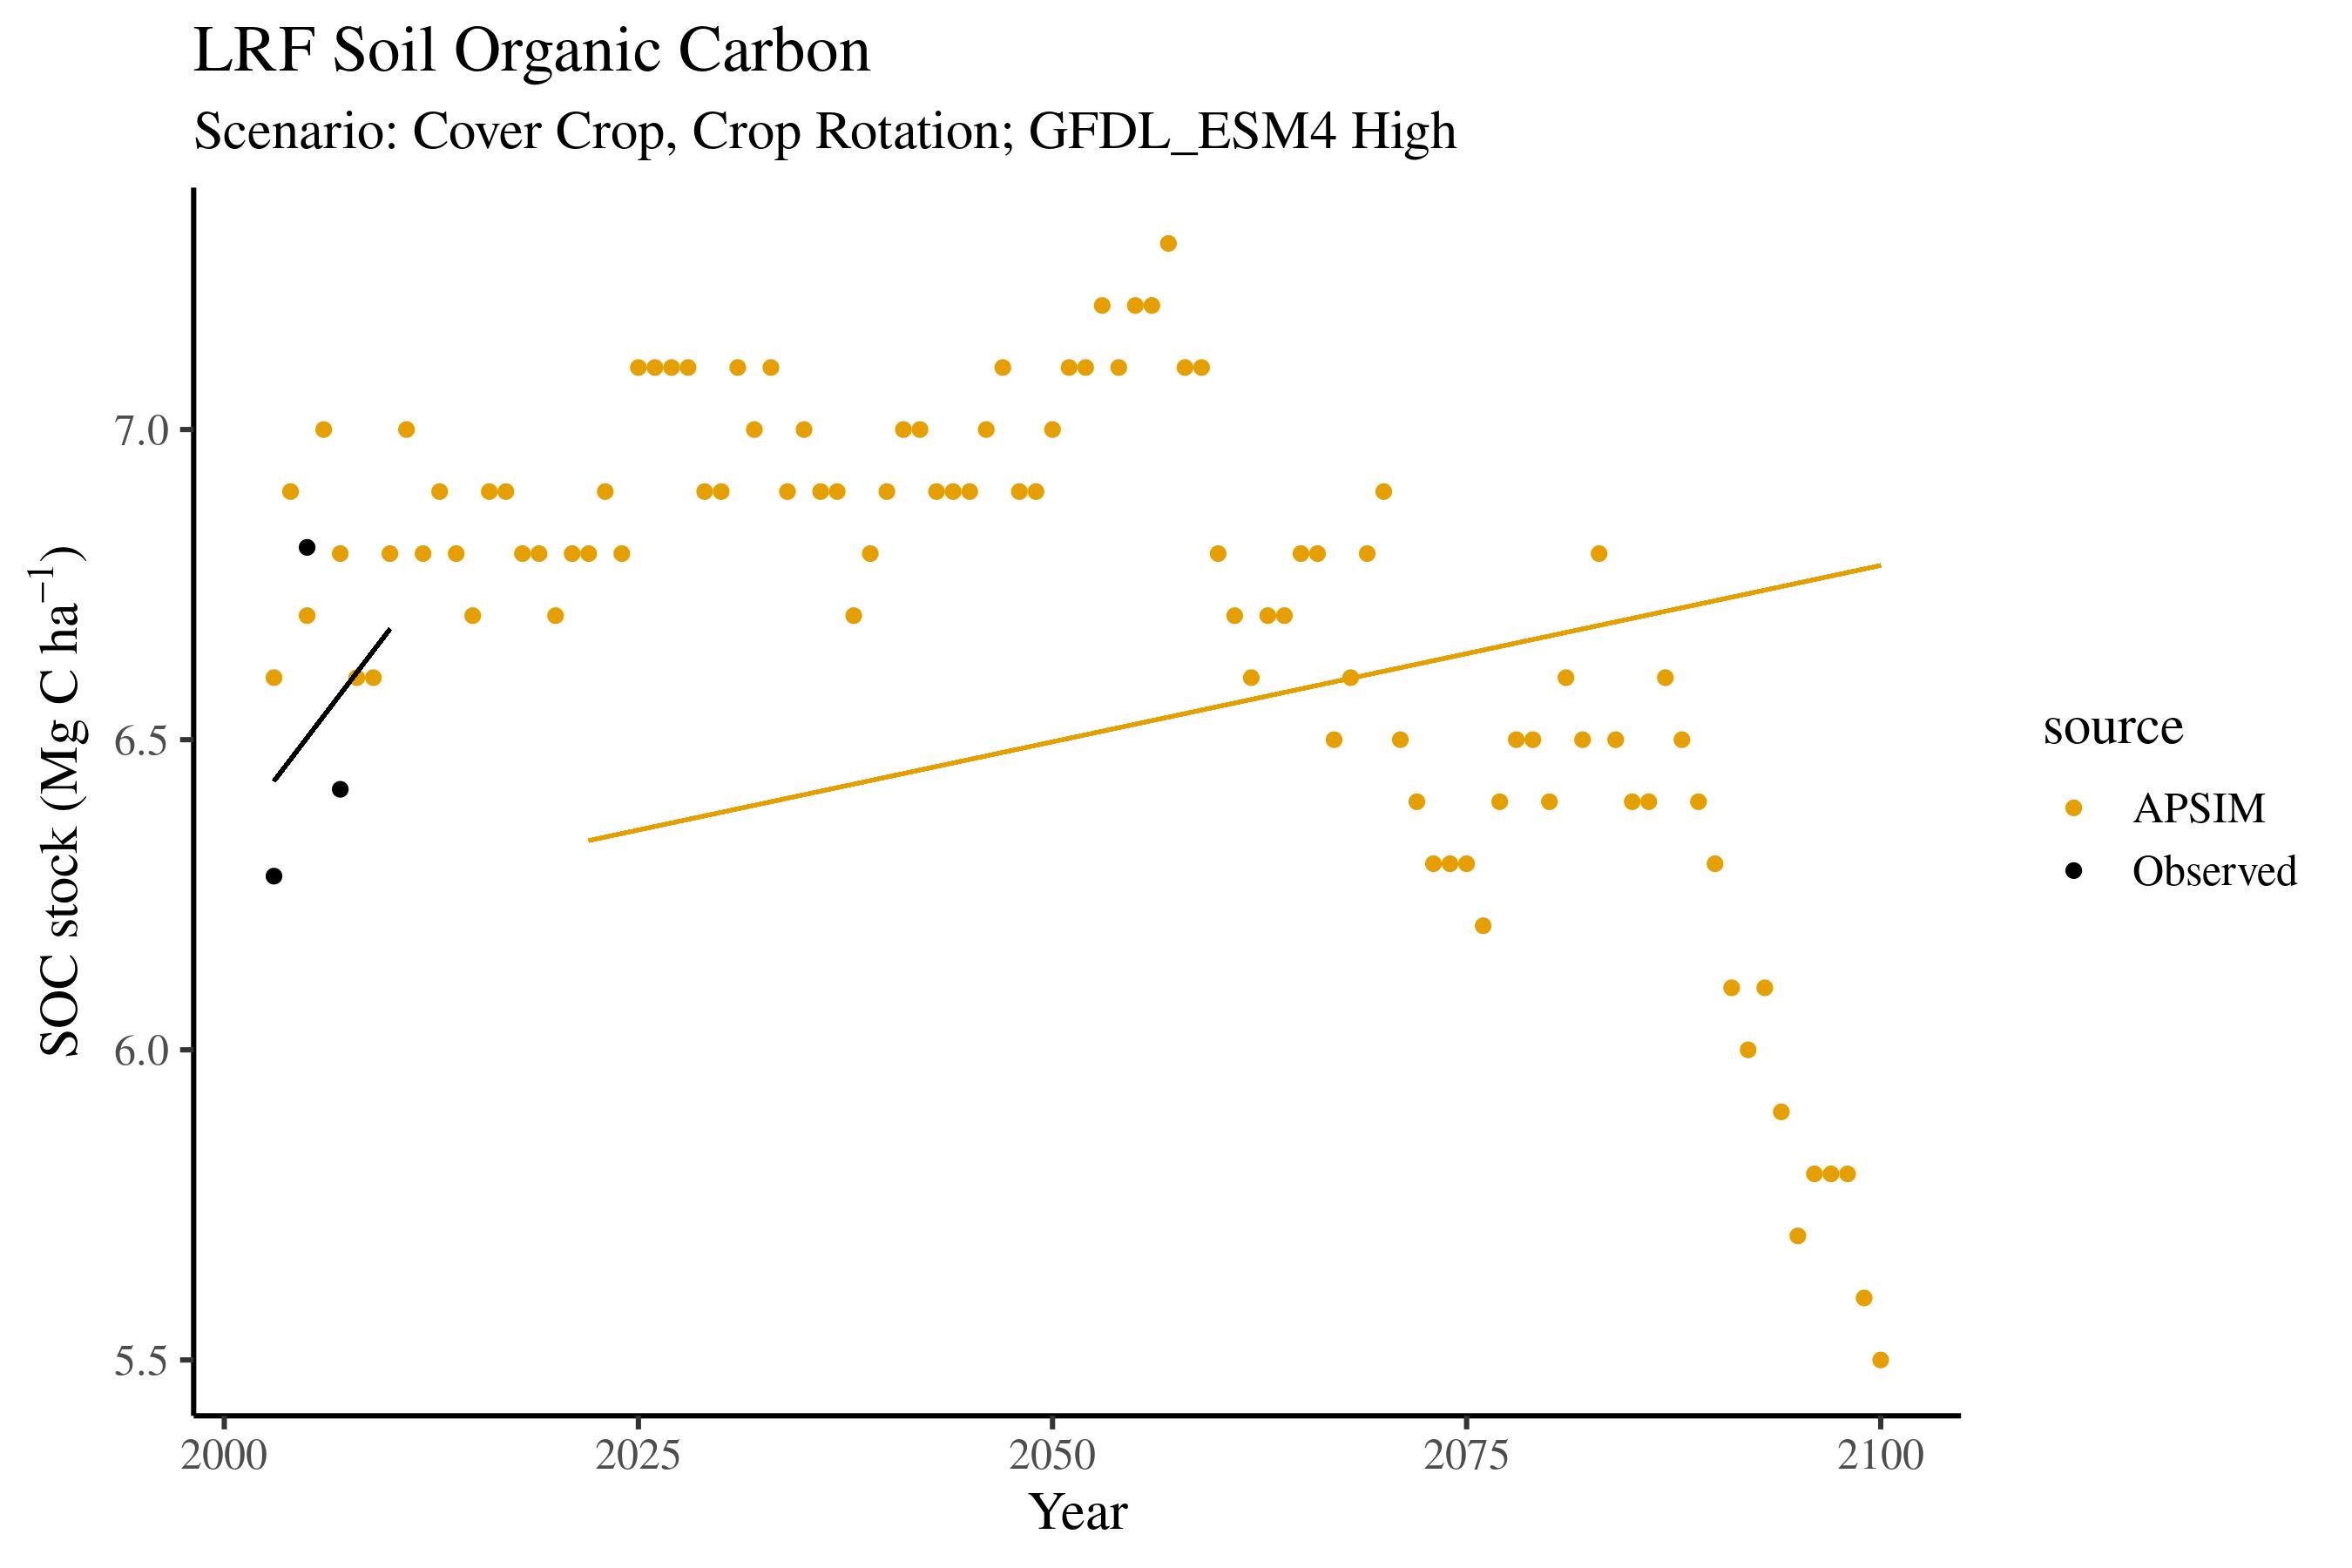 LRF Soil Organic Carbon
Scenario: Cover Crop, Crop Rotation; GFDL_ESM4 High
SOC stock (Mg C ha⁻¹)
7.0
6.5
6.0
5.5
2000 2025 2050 2075 2100
Year
source
APSIM
Observed